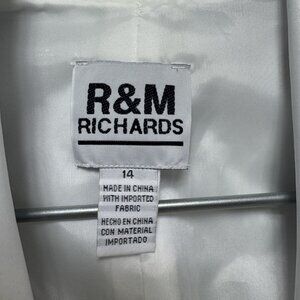 R&M
RICHARDS
14
MADE IN CHINA
WITH IMPORTED
FABRIC
HECHO EN CHINA
CON MATERIAL
IMPORTADO